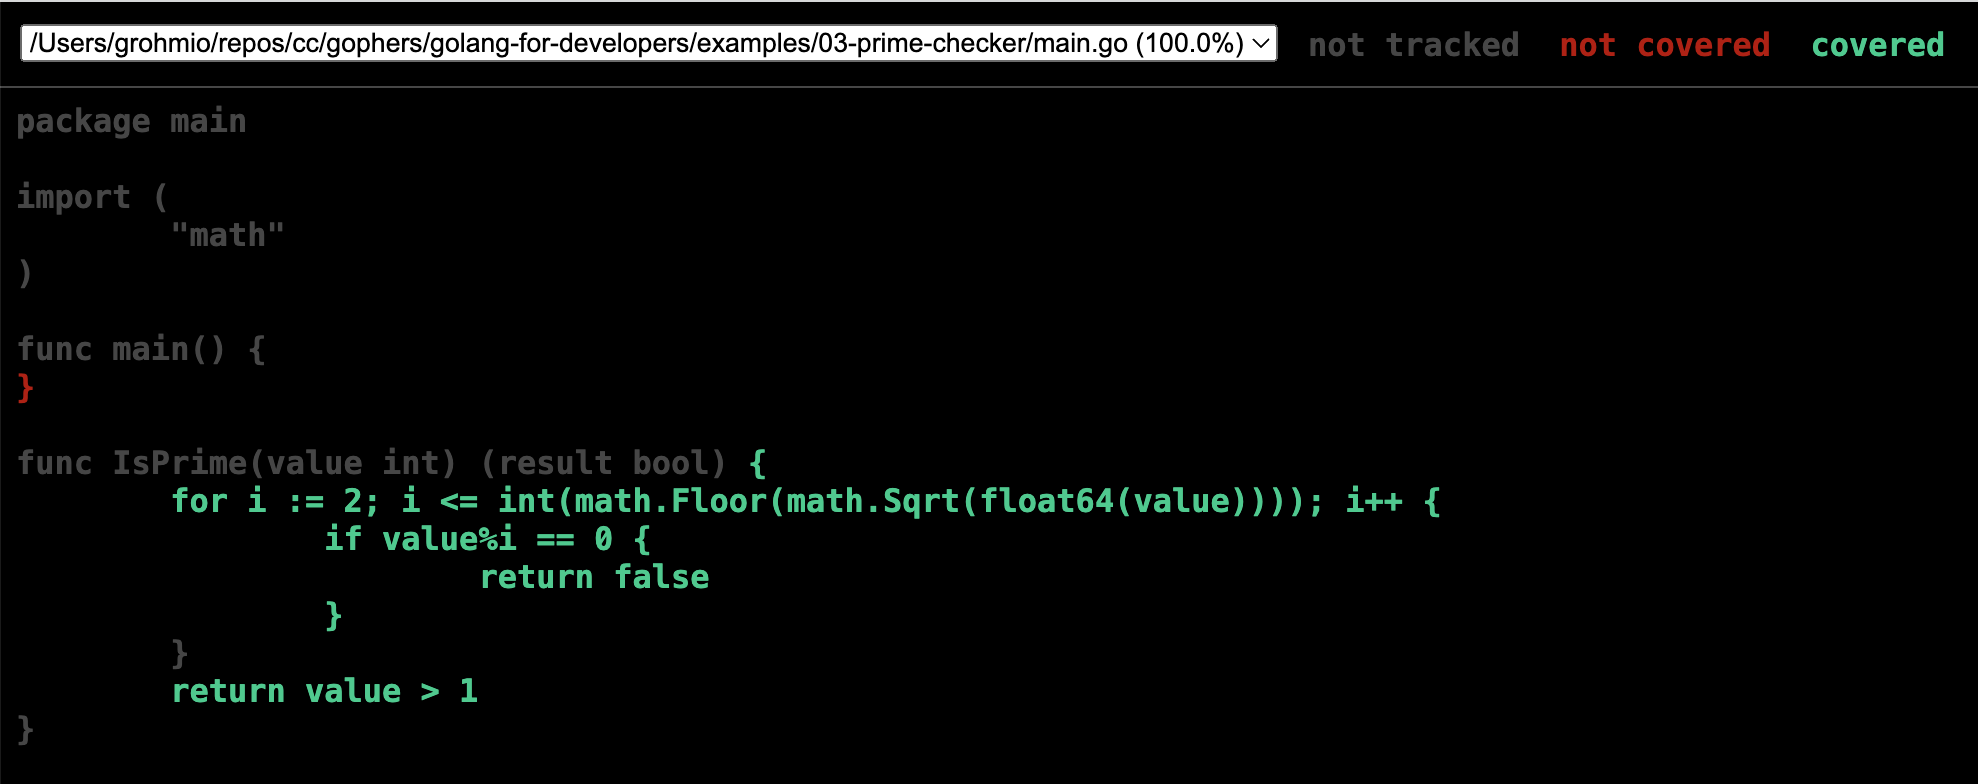 /Users/grohmio/repos/cc/gophers/golang-for-developers/examples/03-prime-checker/main.go (100.0%) not tracked not covered covered
package main
import (
"math"
)
func main() {
}
func IsPrime(value int) (result bool) {
for i := 2; i <= int(math.Floor(math.Sqrt(float64(value)))); i++ {
if value%i == 0 {
return false
}
}
return value > 1
}